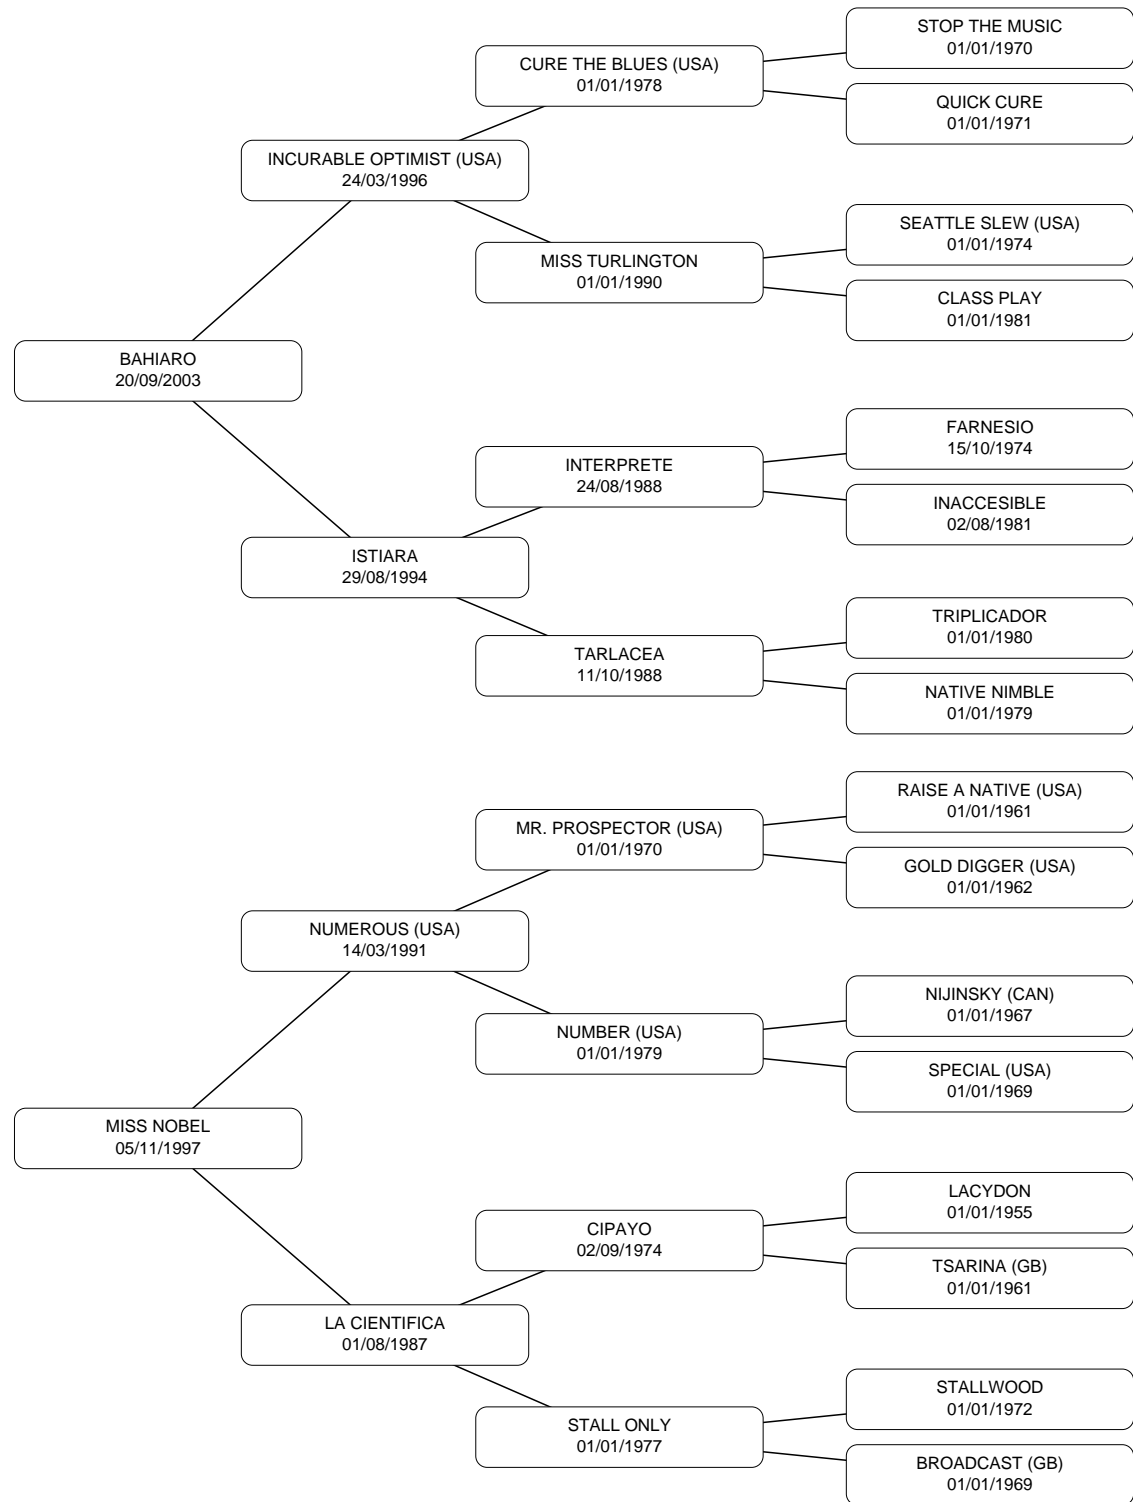 STOP THE MUSIC
01/01/1970
CURE THE BLUES (USA)
01/01/1978
QUICK CURE
01/01/1971
INCURABLE OPTIMIST (USA)
24/03/1996
SEATTLE SLEW (USA)
01/01/1974
MISS TURLINGTON
01/01/1990
CLASS PLAY
01/01/1981
BAHIARO
20/09/2003
FARNESIO
15/10/1974
INTERPRETE
24/08/1988
INACCESIBLE
02/08/1981
ISTIARA
29/08/1994
TRIPLICADOR
01/01/1980
TARLACEA
11/10/1988
NATIVE NIMBLE
01/01/1979
RAISE A NATIVE (USA)
01/01/1961
MR. PROSPECTOR (USA)
01/01/1970
GOLD DIGGER (USA)
01/01/1962
NUMEROUS (USA)
14/03/1991
NIJINSKY (CAN)
01/01/1967
NUMBER (USA)
01/01/1979
SPECIAL (USA)
01/01/1969
MISS NOBEL
05/11/1997
LACYDON
01/01/1955
CIPAYO
02/09/1974
TSARINA (GB)
01/01/1961
LA CIENTIFICA
01/08/1987
STALLWOOD
01/01/1972
STALL ONLY
01/01/1977
BROADCAST (GB)
01/01/1969